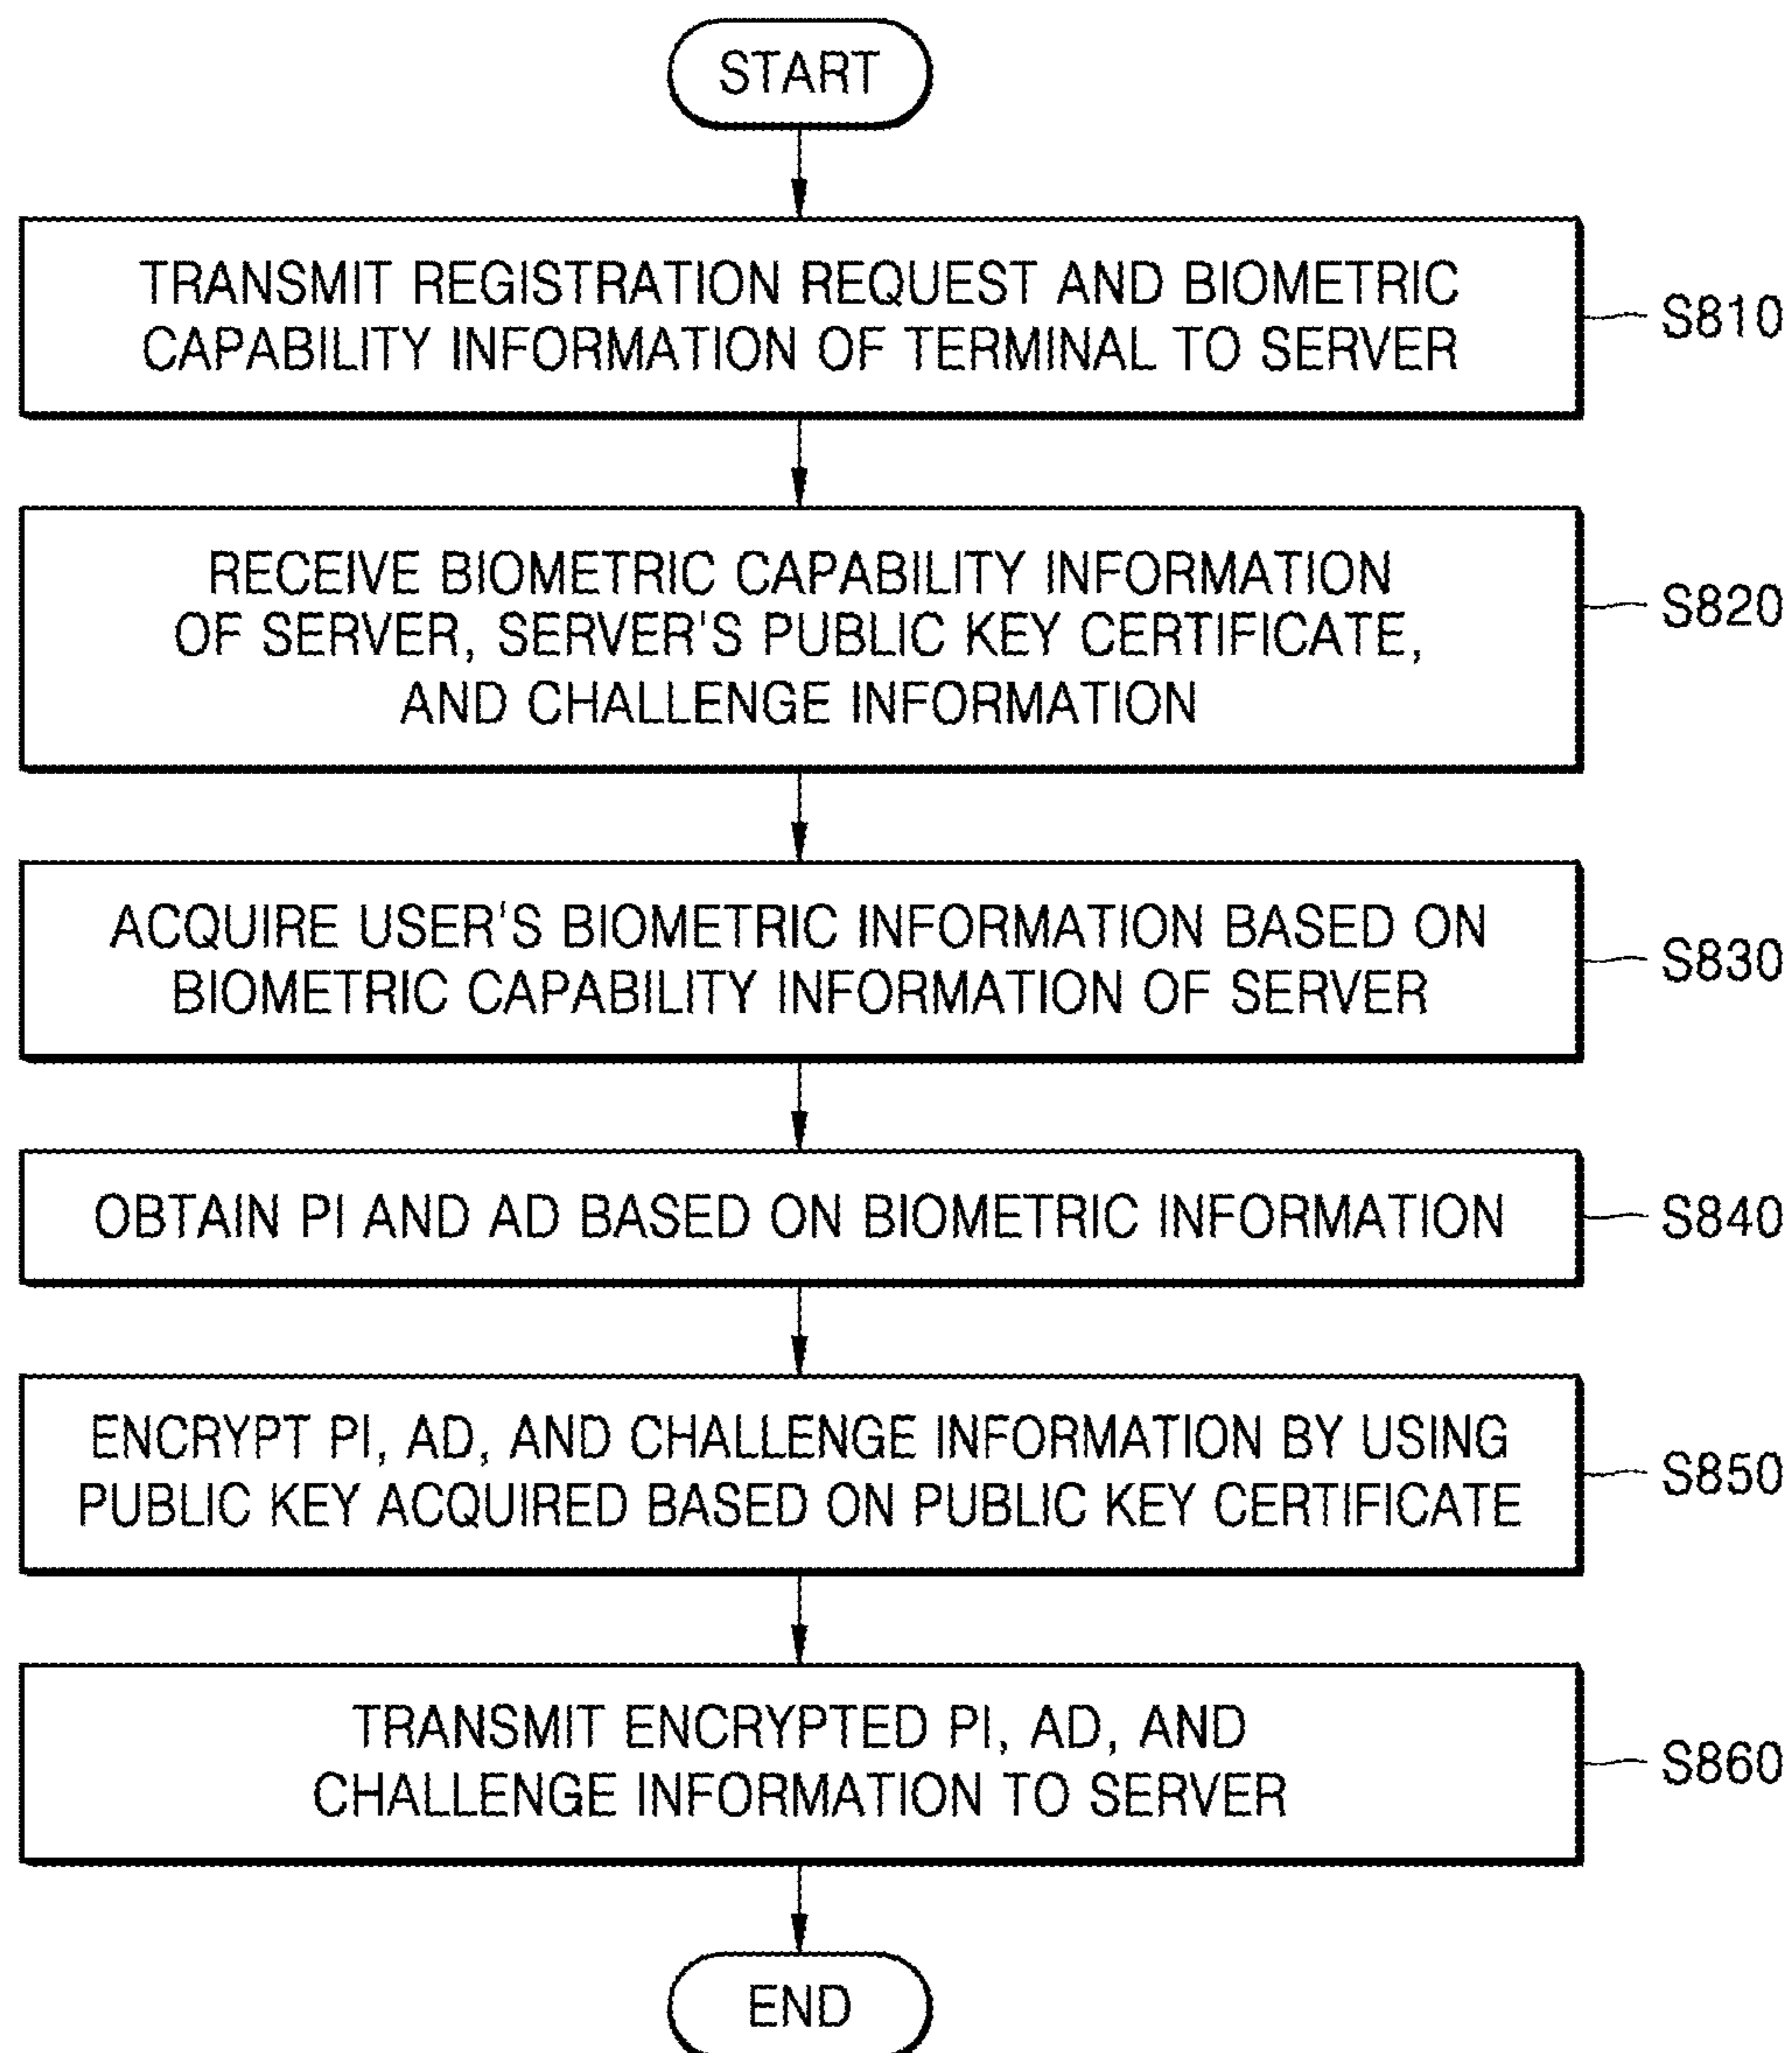 START
TRANSMIT REGISTRATION REQUEST AND BIOMETRIC
CAPABILITY INFORMATION OF TERMINAL TO SERVER
S810
RECEIVE BIOMETRIC CAPABILITY INFORMATION
OF SERVER, SERVER'S PUBLIC KEY CERTIFICATE,
AND CHALLENGE INFORMATION
S820
ACQUIRE USER'S BIOMETRIC INFORMATION BASED ON
BIOMETRIC CAPABILITY INFORMATION OF SERVER
S830
OBTAIN PI AND AD BASED ON BIOMETRIC INFORMATION
S840
ENCRYPT PI, AD, AND CHALLENGE INFORMATION BY USING
PUBLIC KEY ACQUIRED BASED ON PUBLIC KEY CERTIFICATE
S850
TRANSMIT ENCRYPTED PI, AD, AND
CHALLENGE INFORMATION TO SERVER
S860
END